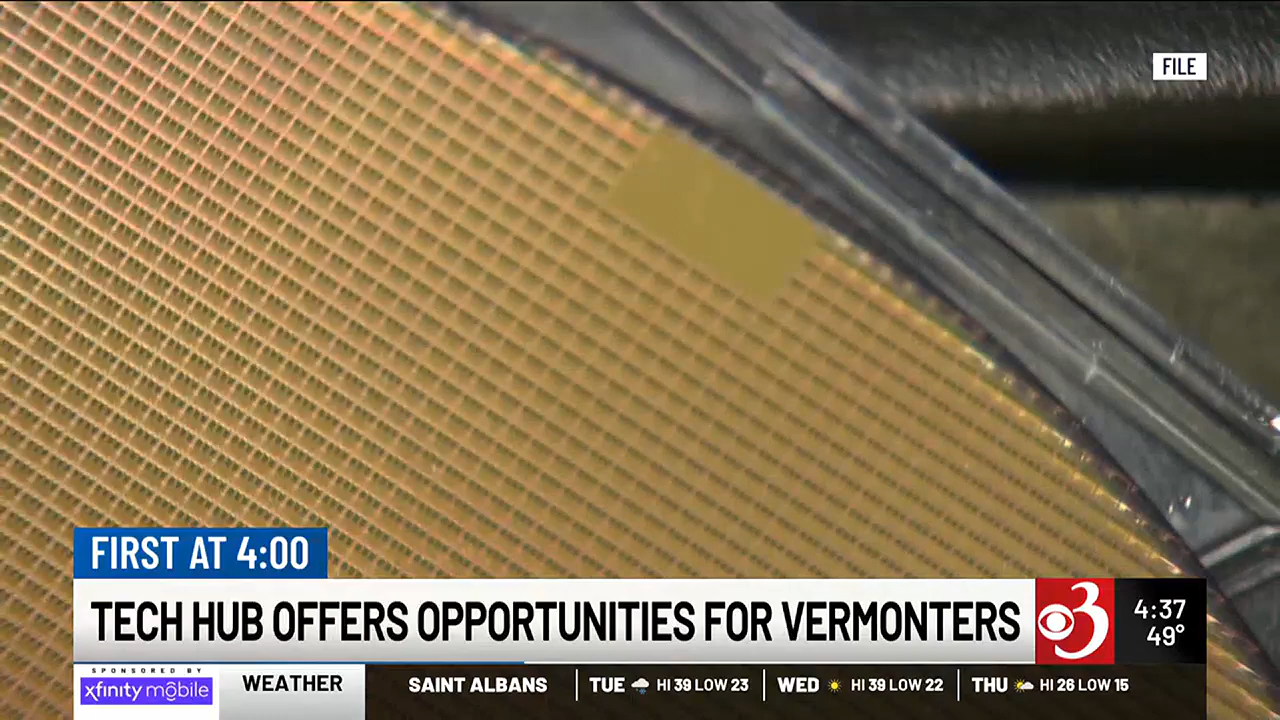 FILE
FIRST AT 4:00
TECH HUB OFFERS OPPORTUNITIES FOR VERMONTERS
3
4:37
49°
SPONSORED BY
xfinity mobile
WEATHER
SAINT ALBANS
TUE HI 39 LOW 23
WED HI 39 LOW 22
THU HI 26 LOW 15